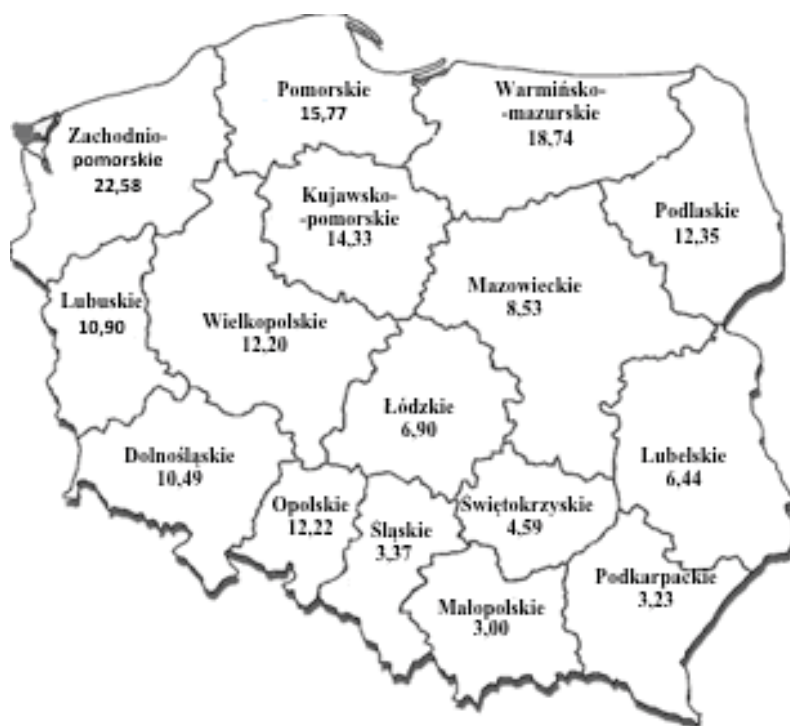 Pomorskie
15,77
Warmińsko-
-mazurskie
18,74
Zachodnio-
pomorskie
22,58
Kujawsko-
-pomorskie
14,33
Podlaskie
12,35
Lubuskie
10,90
Wielkopolskie
12,20
Mazowieckie
8,53
Łódzkie
6,90
Dolnośląskie
10,49
Lubelskie
6,44
Opolskie
12,22
Śląskie
3,37
Świętokrzyskie
4,59
Podkarpackie
3,23
Małopolskie
3,00